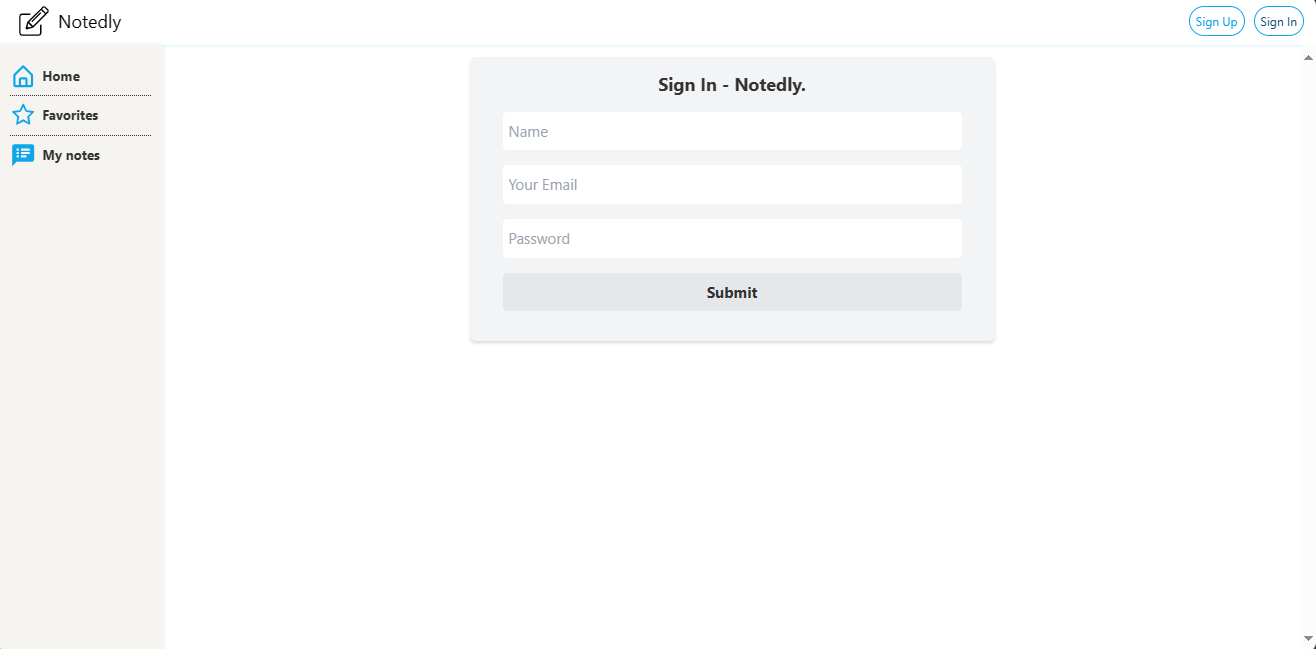 Notedly
Sign Up
Sign In
Home
Favorites
My notes
Sign In - Notedly.
Name
Your Email
Password
Submit